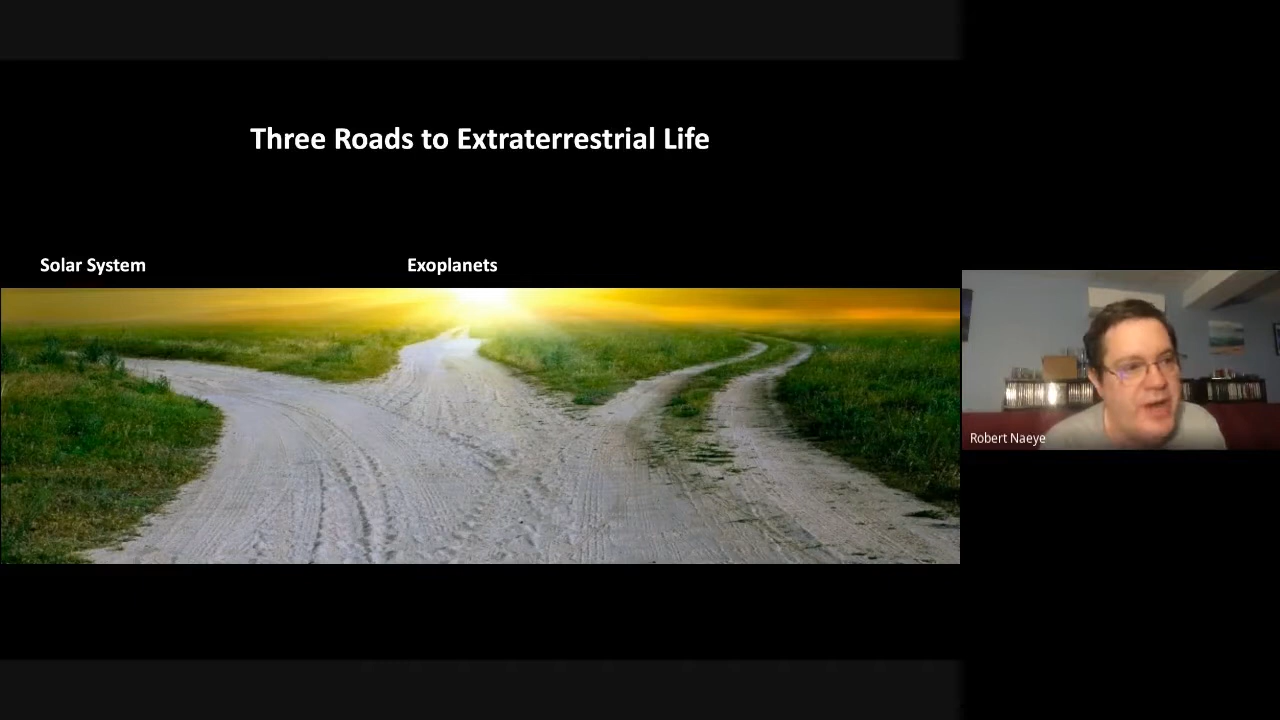 Three Roads to Extraterrestrial Life
Solar System
Exoplanets
Robert Naeye